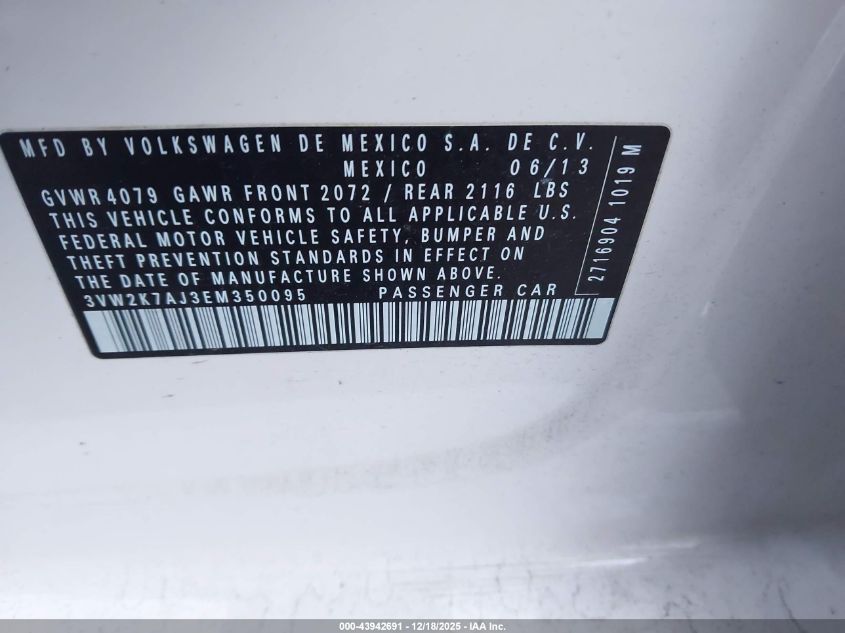 MFD BY VOLKSWAGEN DE MEXICO S.A. DE C.V.
MEXICO 06/13
GVWR 4079 GAWR FRONT 2072 / REAR 2116 LBS
THIS VEHICLE CONFORMS TO ALL APPLICABLE U.S.
FEDERAL MOTOR VEHICLE SAFETY, BUMPER AND
THEFT PREVENTION STANDARDS IN EFFECT ON
THE DATE OF MANUFACTURE SHOWN ABOVE.
3VW2K7AJ3EM350095 PASSENGER CAR
2716904 1019 M
000-43942691 - 12/18/2025 - IAA Inc.